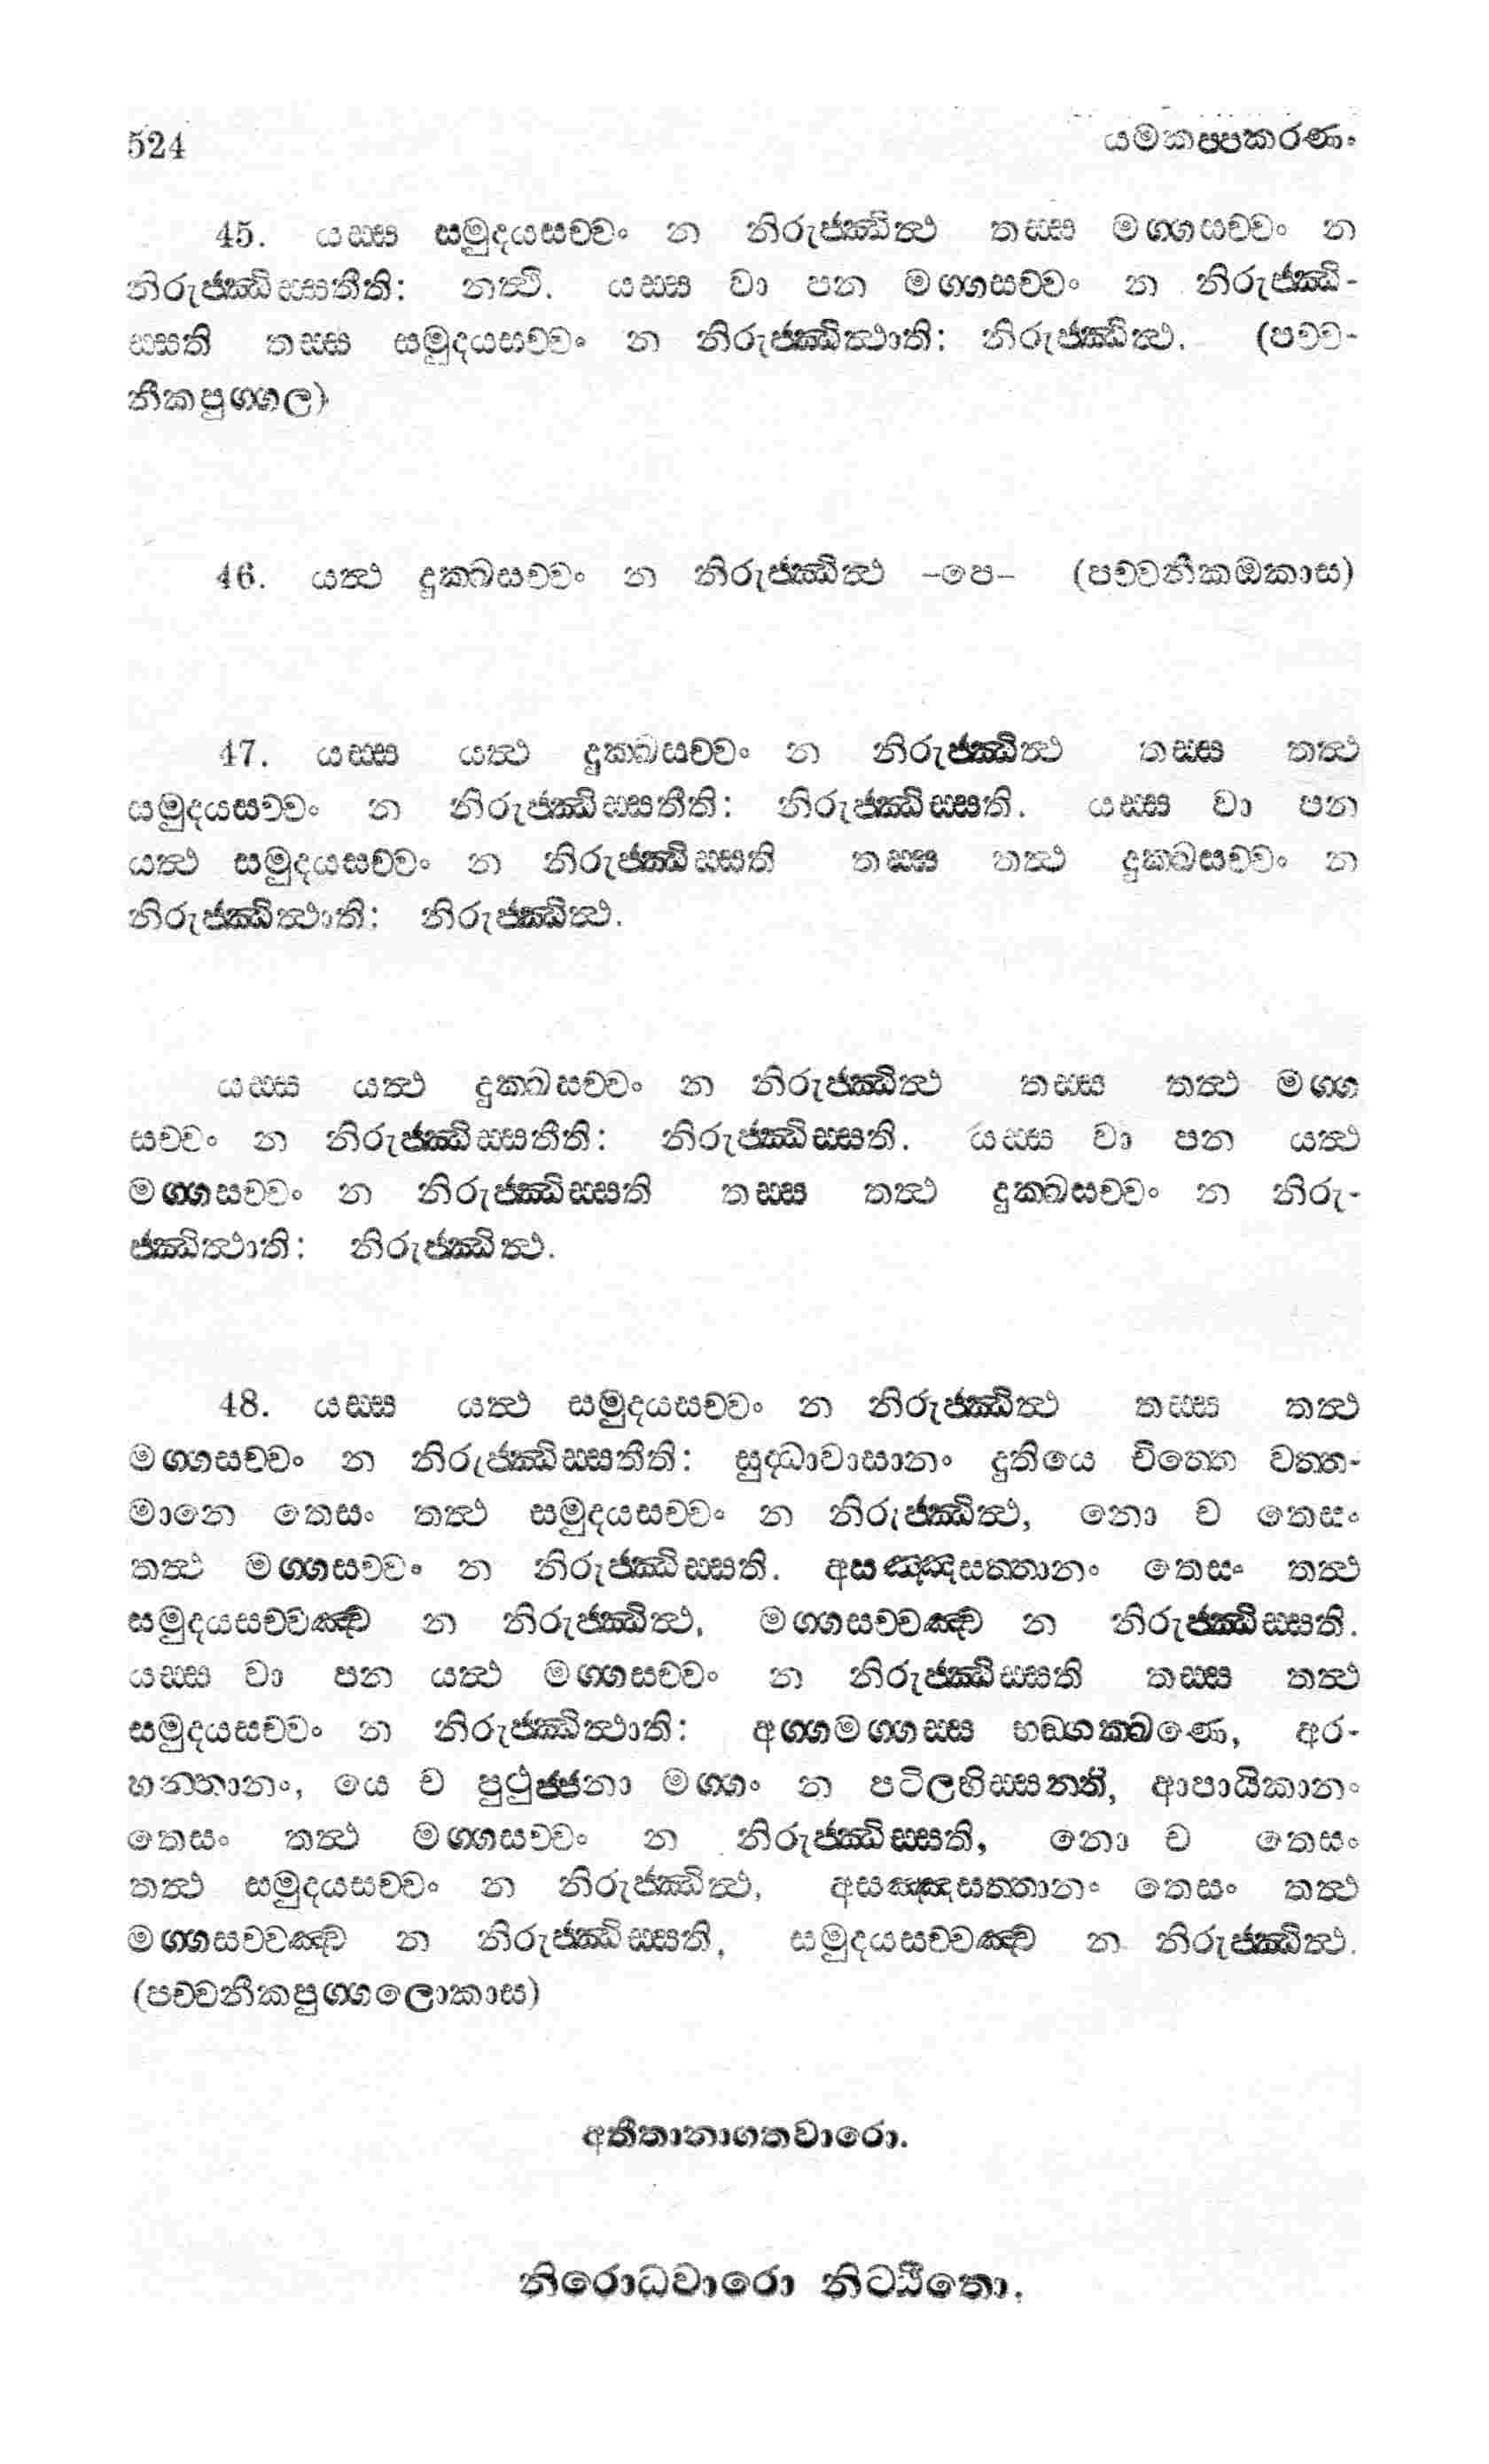 524 යමකප්පකරණං
45. යස්ස සමුදයසච්චං න නිරුජ්ඣිත්ථ තස්ස මග්ගසච්චං න
නිරුජ්ඣිස්සතීති: නත්ථි. යස්ස වා පන මග්ගසච්චං න නිරුජ්ඣි-
ස්සති තස්ස සමුදයසච්චං න නිරුජ්ඣිත්ථාති: නිරුජ්ඣිත්ථ. (පච්ච-
නීකපුග්ගල)
46. යත්ථ දුක්ඛසච්චං න නිරුජ්ඣිත්ථ -පෙ- (පච්චනීකඔකාස)
47. යස්ස යත්ථ දුක්ඛසච්චං න නිරුජ්ඣිත්ථ තස්ස තත්ථ
සමුදයසච්චං න නිරුජ්ඣිස්සතීති: නිරුජ්ඣිස්සති. යස්ස වා පන
යත්ථ සමුදයසච්චං න නිරුජ්ඣිස්සති තස්ස තත්ථ දුක්ඛසච්චං න
නිරුජ්ඣිත්ථාති: නිරුජ්ඣිත්ථ.
යස්ස යත්ථ දුක්ඛසච්චං න නිරුජ්ඣිත්ථ තස්ස තත්ථ මග්ග
සච්චං න නිරුජ්ඣිස්සතීති: නිරුජ්ඣිස්සති. යස්ස වා පන යත්ථ
මග්ගසච්චං න නිරුජ්ඣිස්සති තස්ස තත්ථ දුක්ඛසච්චං න නිරු-
ජ්ඣිත්ථාති: නිරුජ්ඣිත්ථ.
48. යස්ස යත්ථ සමුදයසච්චං න නිරුජ්ඣිත්ථ තස්ස තත්ථ
මග්ගසච්චං න නිරුජ්ඣිස්සතීති: සුද්ධාවාසානං දුතියෙ චිත්තෙ වත්ත-
මානෙ තෙසං තත්ථ සමුදයසච්චං න නිරුජ්ඣිත්ථ, නො ච තෙසං
තත්ථ මග්ගසච්චං න නිරුජ්ඣිස්සති. අසඤ්ඤසත්තානං තෙසං තත්ථ
සමුදයසච්චඤ්ච න නිරුජ්ඣිත්ථ, මග්ගසච්චඤ්ච න නිරුජ්ඣිස්සති.
යස්ස වා පන යත්ථ මග්ගසච්චං න නිරුජ්ඣිස්සති තස්ස තත්ථ
සමුදයසච්චං න නිරුජ්ඣිත්ථාති: අග්ගමග්ගස්ස භඞ්ගක්ඛණෙ, අර-
හන්තානං, යෙ ච පුථුජ්ජනා මග්ගං න පටිලභිස්සන්ති, ආපායිකානං
තෙසං තත්ථ මග්ගසච්චං න නිරුජ්ඣිස්සති, නො ච තෙසං
තත්ථ සමුදයසච්චං න නිරුජ්ඣිත්ථ, අසඤ්ඤසත්තානං තෙසං තත්ථ
මග්ගසච්චඤ්ච න නිරුජ්ඣිස්සති, සමුදයසච්චඤ්ච න නිරුජ්ඣිත්ථ.
(පච්චනීකපුග්ගලොකාස)
අතීතානාගතවාරො.
නිරොධවාරො නිට්ඨිතො.